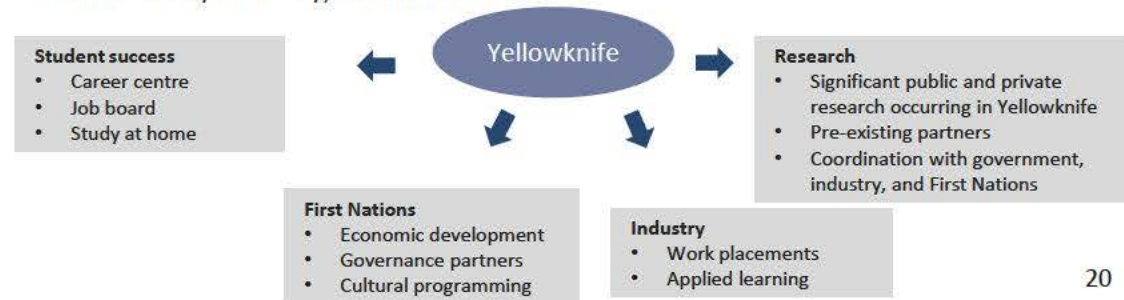 Yellowknife
Student success
• Career centre
• Job board
• Study at home
Research
• Significant public and private
research occurring in Yellowknife
• Pre-existing partners
• Coordination with government,
industry, and First Nations
First Nations
• Economic development
• Governance partners
• Cultural programming
Industry
• Work placements
• Applied learning
20